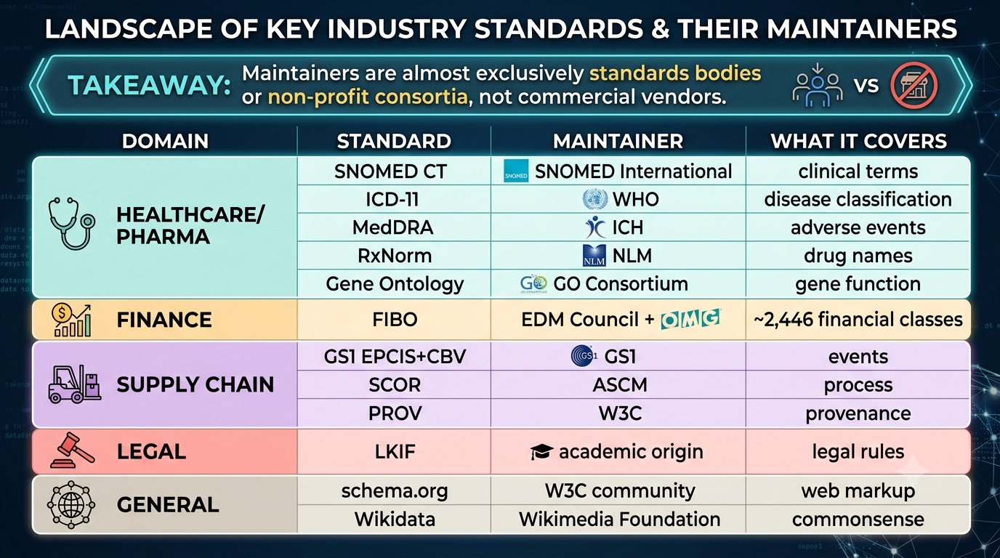 LANDSCAPE OF KEY INDUSTRY STANDARDS & THEIR MAINTAINERS
TAKEAWAY:
Maintainers are almost exclusively standards bodies
or non-profit consortia, not commercial vendors.
VS
DOMAIN STANDARD MAINTAINER WHAT IT COVERS
HEALTHCARE/
PHARMA
SNOMED CT SNOMED SNOMED International clinical terms
ICD-11 WHO disease classification
MedDRA ICH adverse events
RxNorm NLM NLM drug names
Gene Ontology GO GO Consortium gene function
FINANCE FIBO EDM Council + OMG ~2,446 financial classes
SUPPLY CHAIN
GS1 EPCIS+CBV GS1 GS1 events
SCOR ASCM process
PROV W3C provenance
LEGAL LKIF academic origin legal rules
GENERAL
schema.org W3C community web markup
Wikidata Wikimedia Foundation commonsense